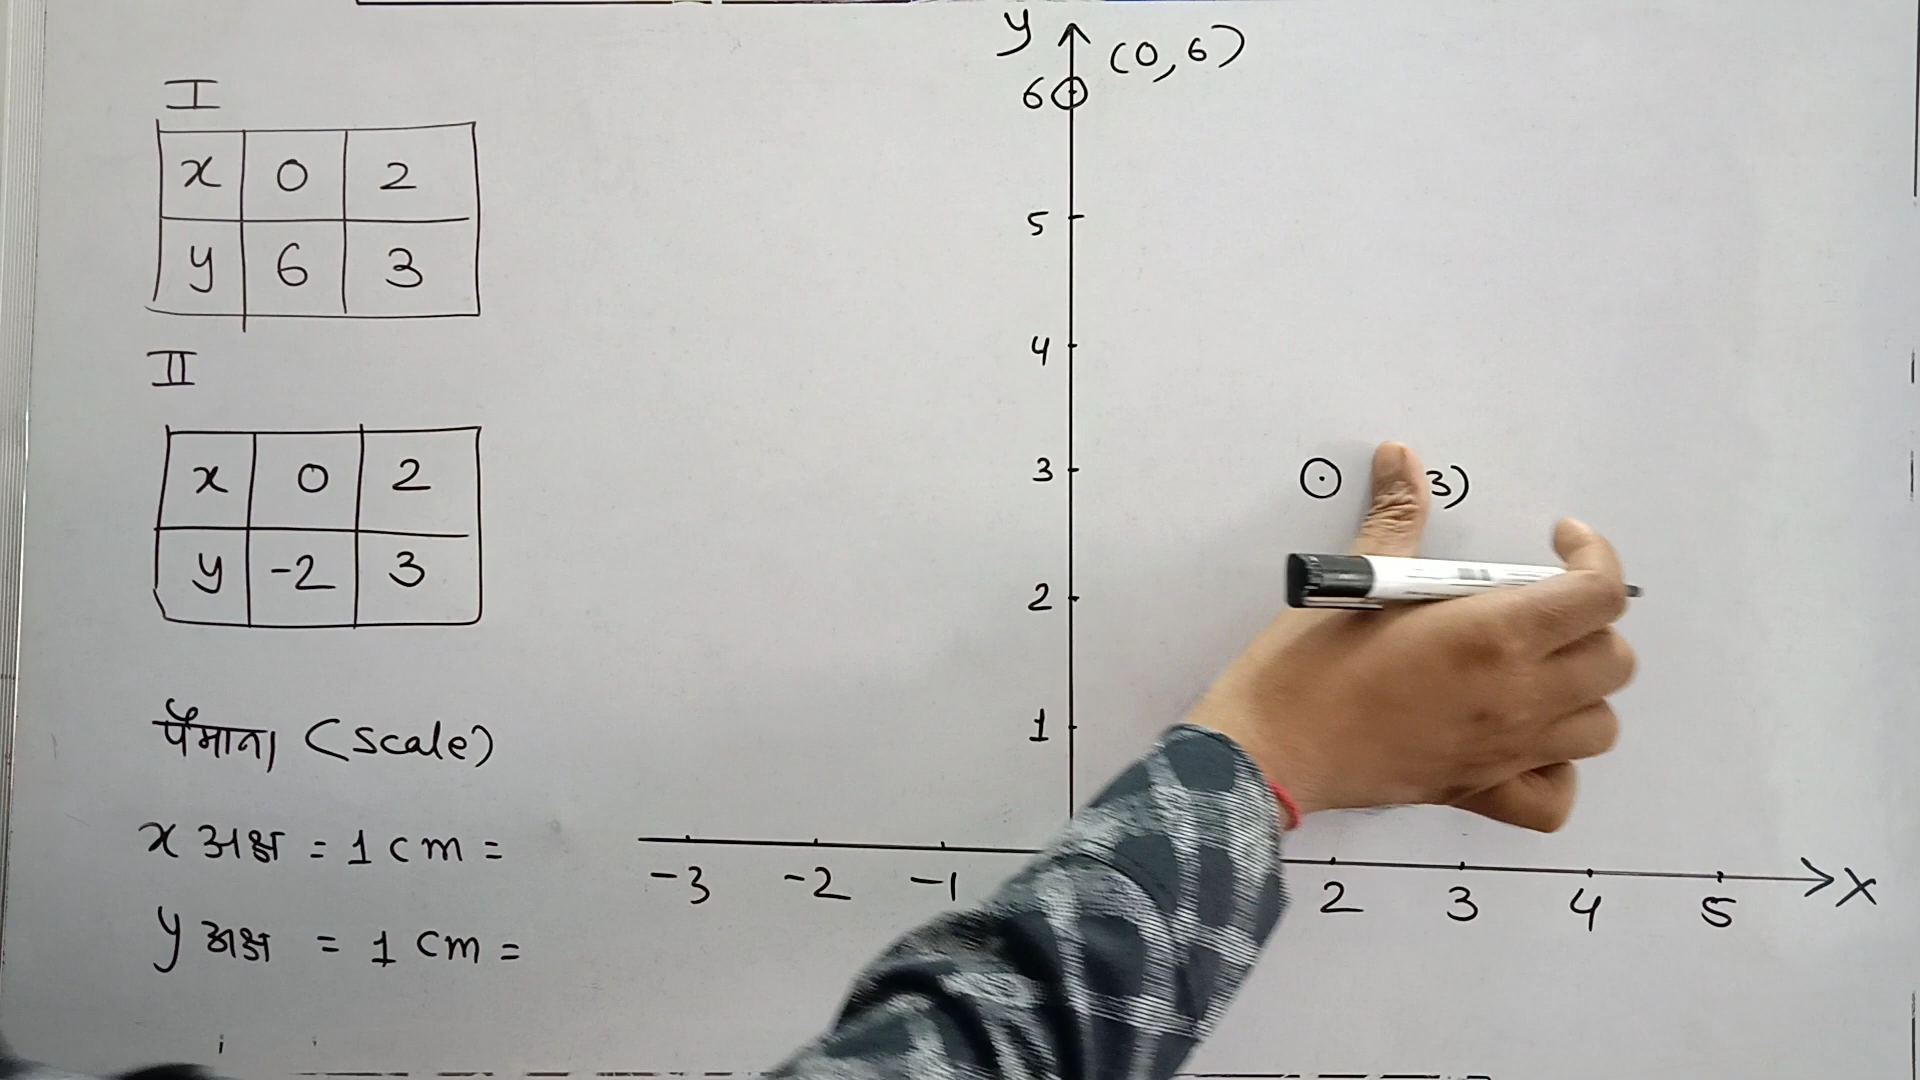 I
x 0 2
y 6 3
II
x 0 2
y -2 3
पैमाना (scale)
x अक्ष = 1 cm =
y अक्ष = 1 cm =
y
(0,6)
6
5
4
3
3)
2
1
-3 -2 -1 2 3 4 5 X